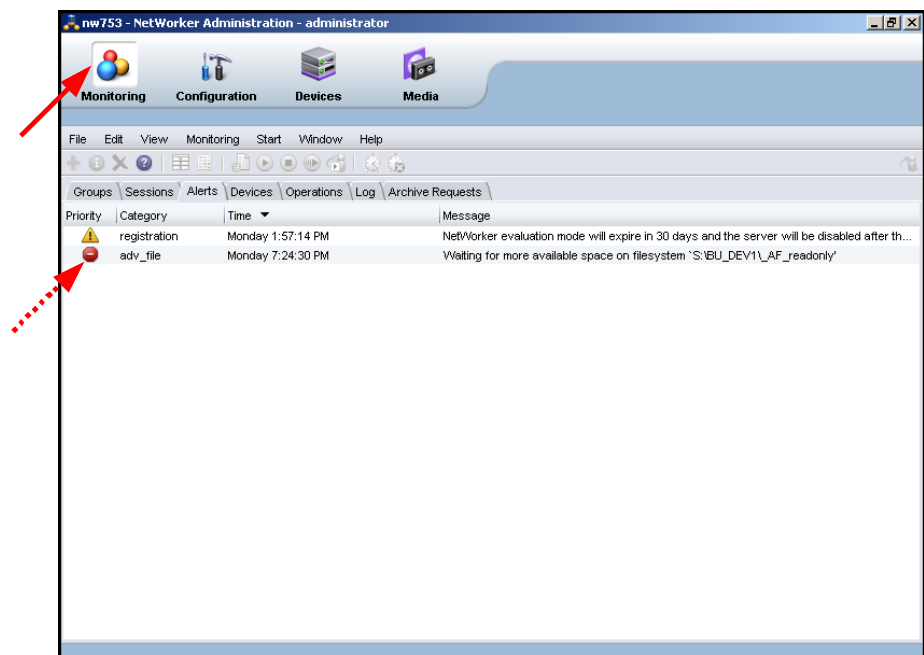 nw753 - NetWorker Administration - administrator
Monitoring Configuration Devices Media
File Edit View Monitoring Start Window Help
Groups Sessions Alerts Devices Operations Log Archive Requests
Priority Category Time Message
registration Monday 1:57:14 PM NetWorker evaluation mode will expire in 30 days and the server will be disabled after th...
adv_file Monday 7:24:30 PM Waiting for more available space on filesystem `S:\BU_DEV1\_AF_readonly'